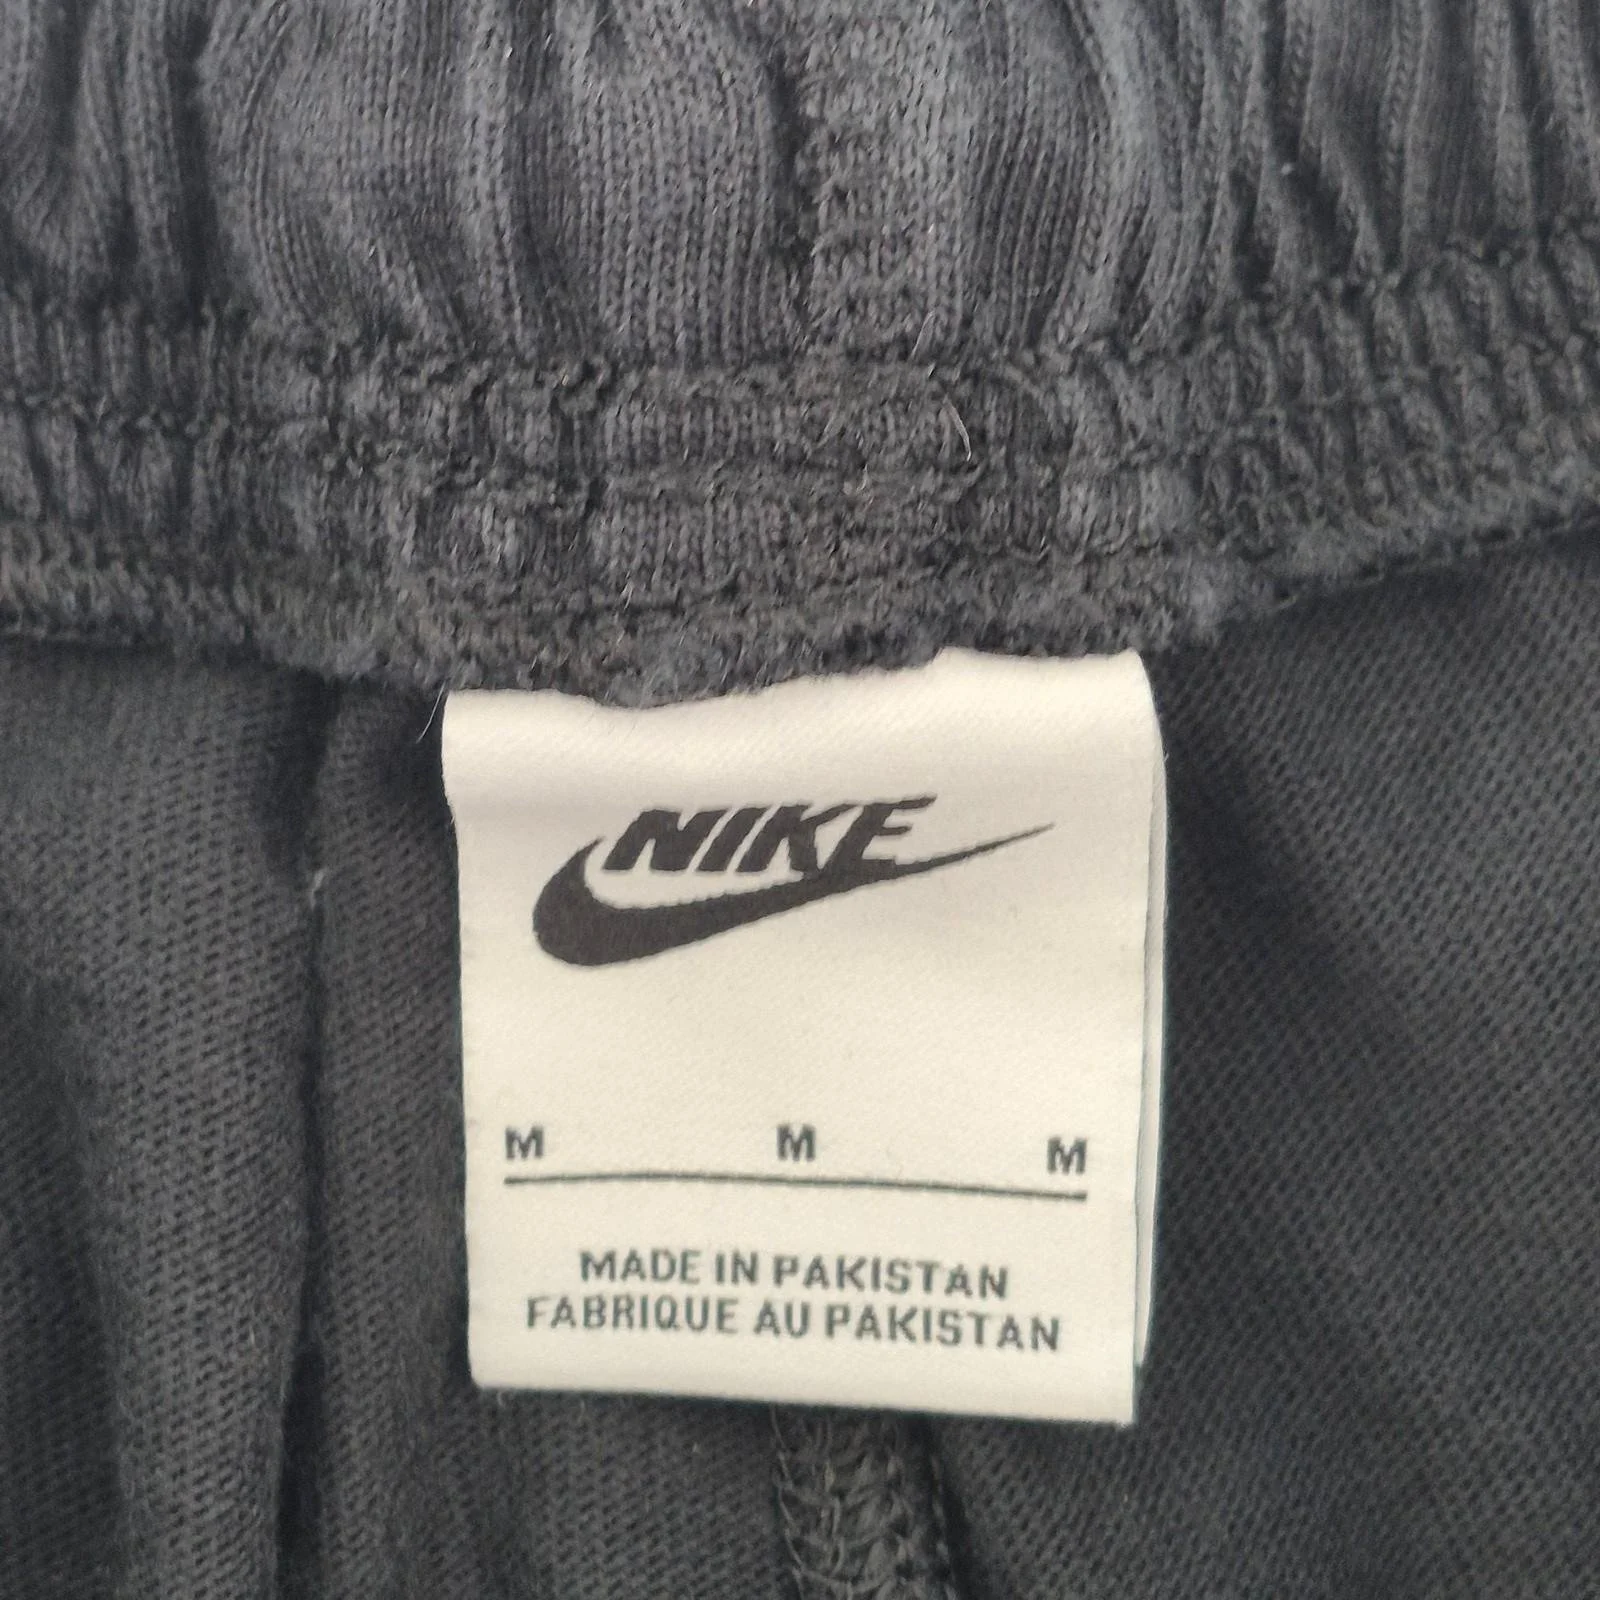 NIKE
M M M
MADE IN PAKISTAN
FABRIQUE AU PAKISTAN